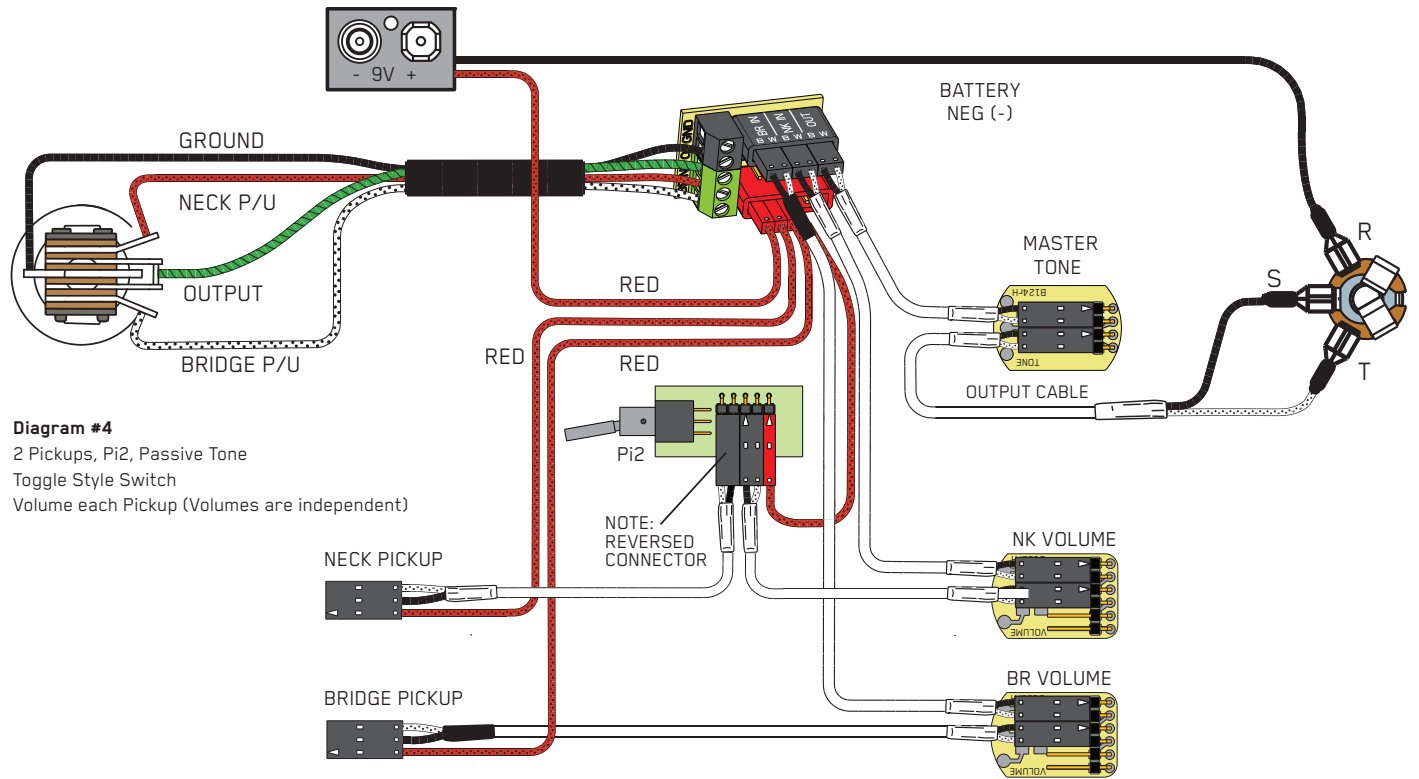 - 9V +
BATTERY
NEG (-)
GROUND
NECK P/U
OUTPUT
BRIDGE P/U
BR IN
NK IN
OUT
B W B W B W
GND
RED
RED
RED
MASTER
TONE
B124rH
TONE
R
S
T
OUTPUT CABLE
Diagram #4
2 Pickups, Pi2, Passive Tone
Toggle Style Switch
Volume each Pickup (Volumes are independent)
Pi2
NOTE:
REVERSED
CONNECTOR
NECK PICKUP
NK VOLUME
VOLUME
BRIDGE PICKUP
BR VOLUME
VOLUME